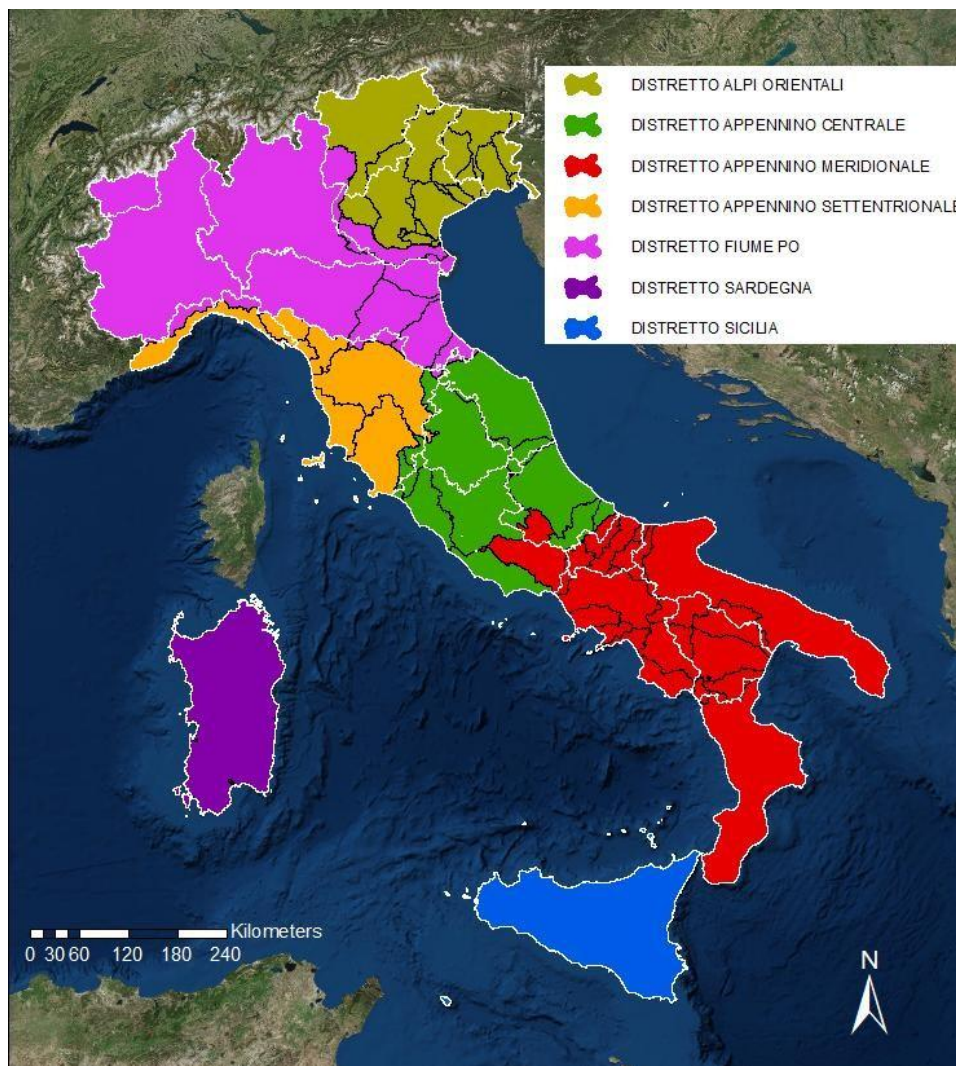 DISTRETTO ALPI ORIENTALI
DISTRETTO APPENNINO CENTRALE
DISTRETTO APPENNINO MERIDIONALE
DISTRETTO APPENNINO SETTENTRIONALE
DISTRETTO FIUME PO
DISTRETTO SARDEGNA
DISTRETTO SICILIA
Kilometers
0 30 60 120 180 240
N